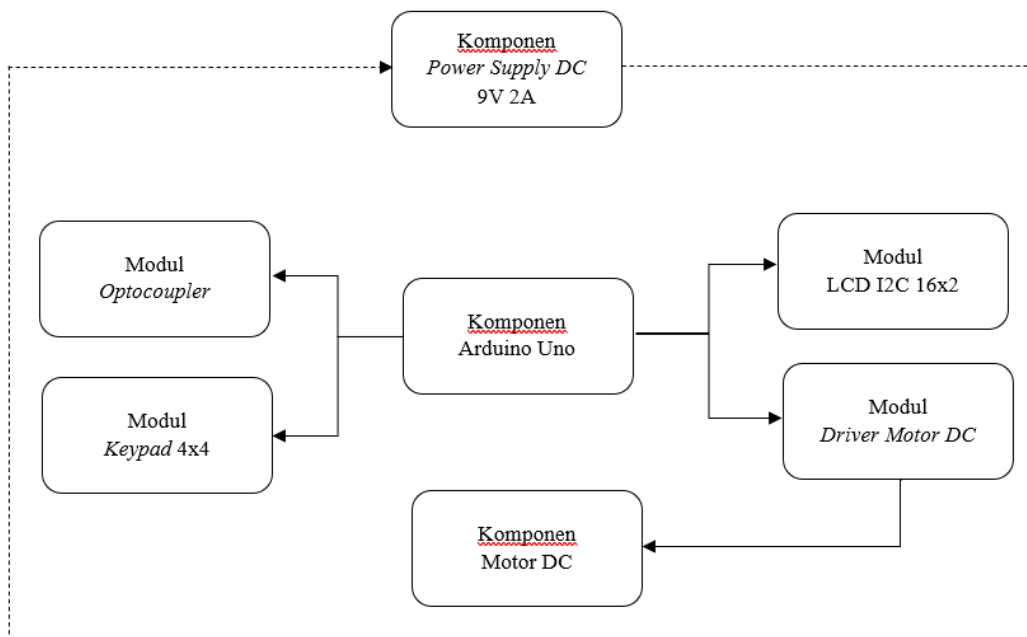 Komponen
Power Supply DC
9V 2A
Modul
Optocoupler
Modul
LCD I2C 16x2
Komponen
Arduino Uno
Modul
Keypad 4x4
Modul
Driver Motor DC
Komponen
Motor DC